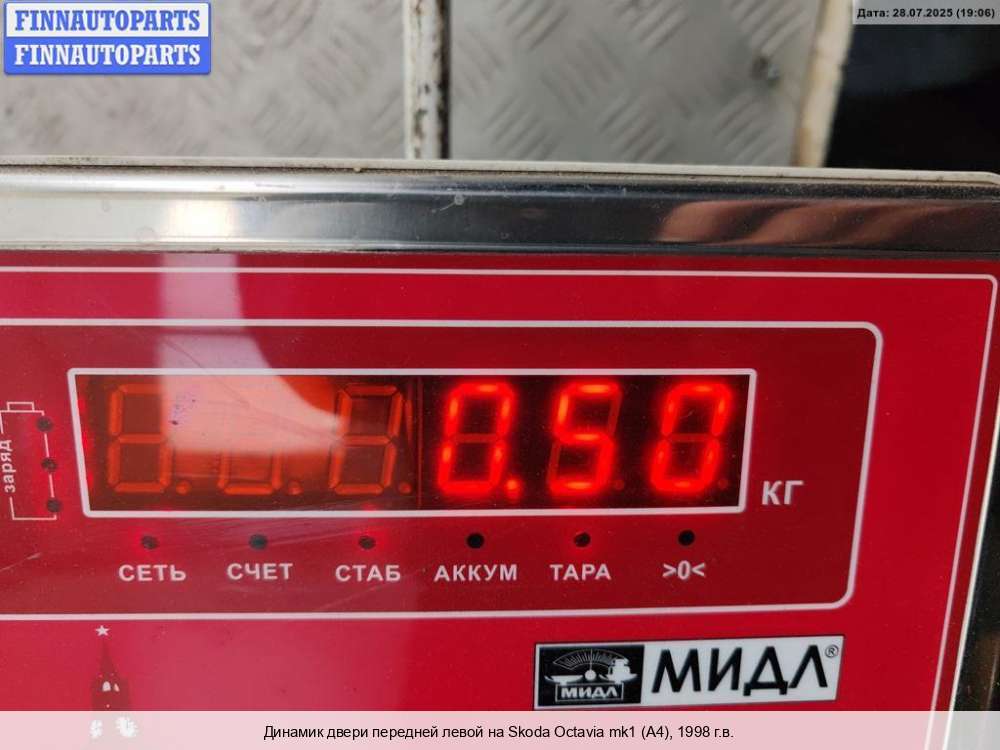 FINNAUTOPARTS
FINNAUTOPARTS
Дата: 28.07.2025 (19:06)
заряд
0.50
КГ
СЕТЬ СЧЕТ СТАБ АККУМ ТАРА >0<
МИДЛ МИДЛ®
Динамик двери передней левой на Skoda Octavia mk1 (A4), 1998 г.в.